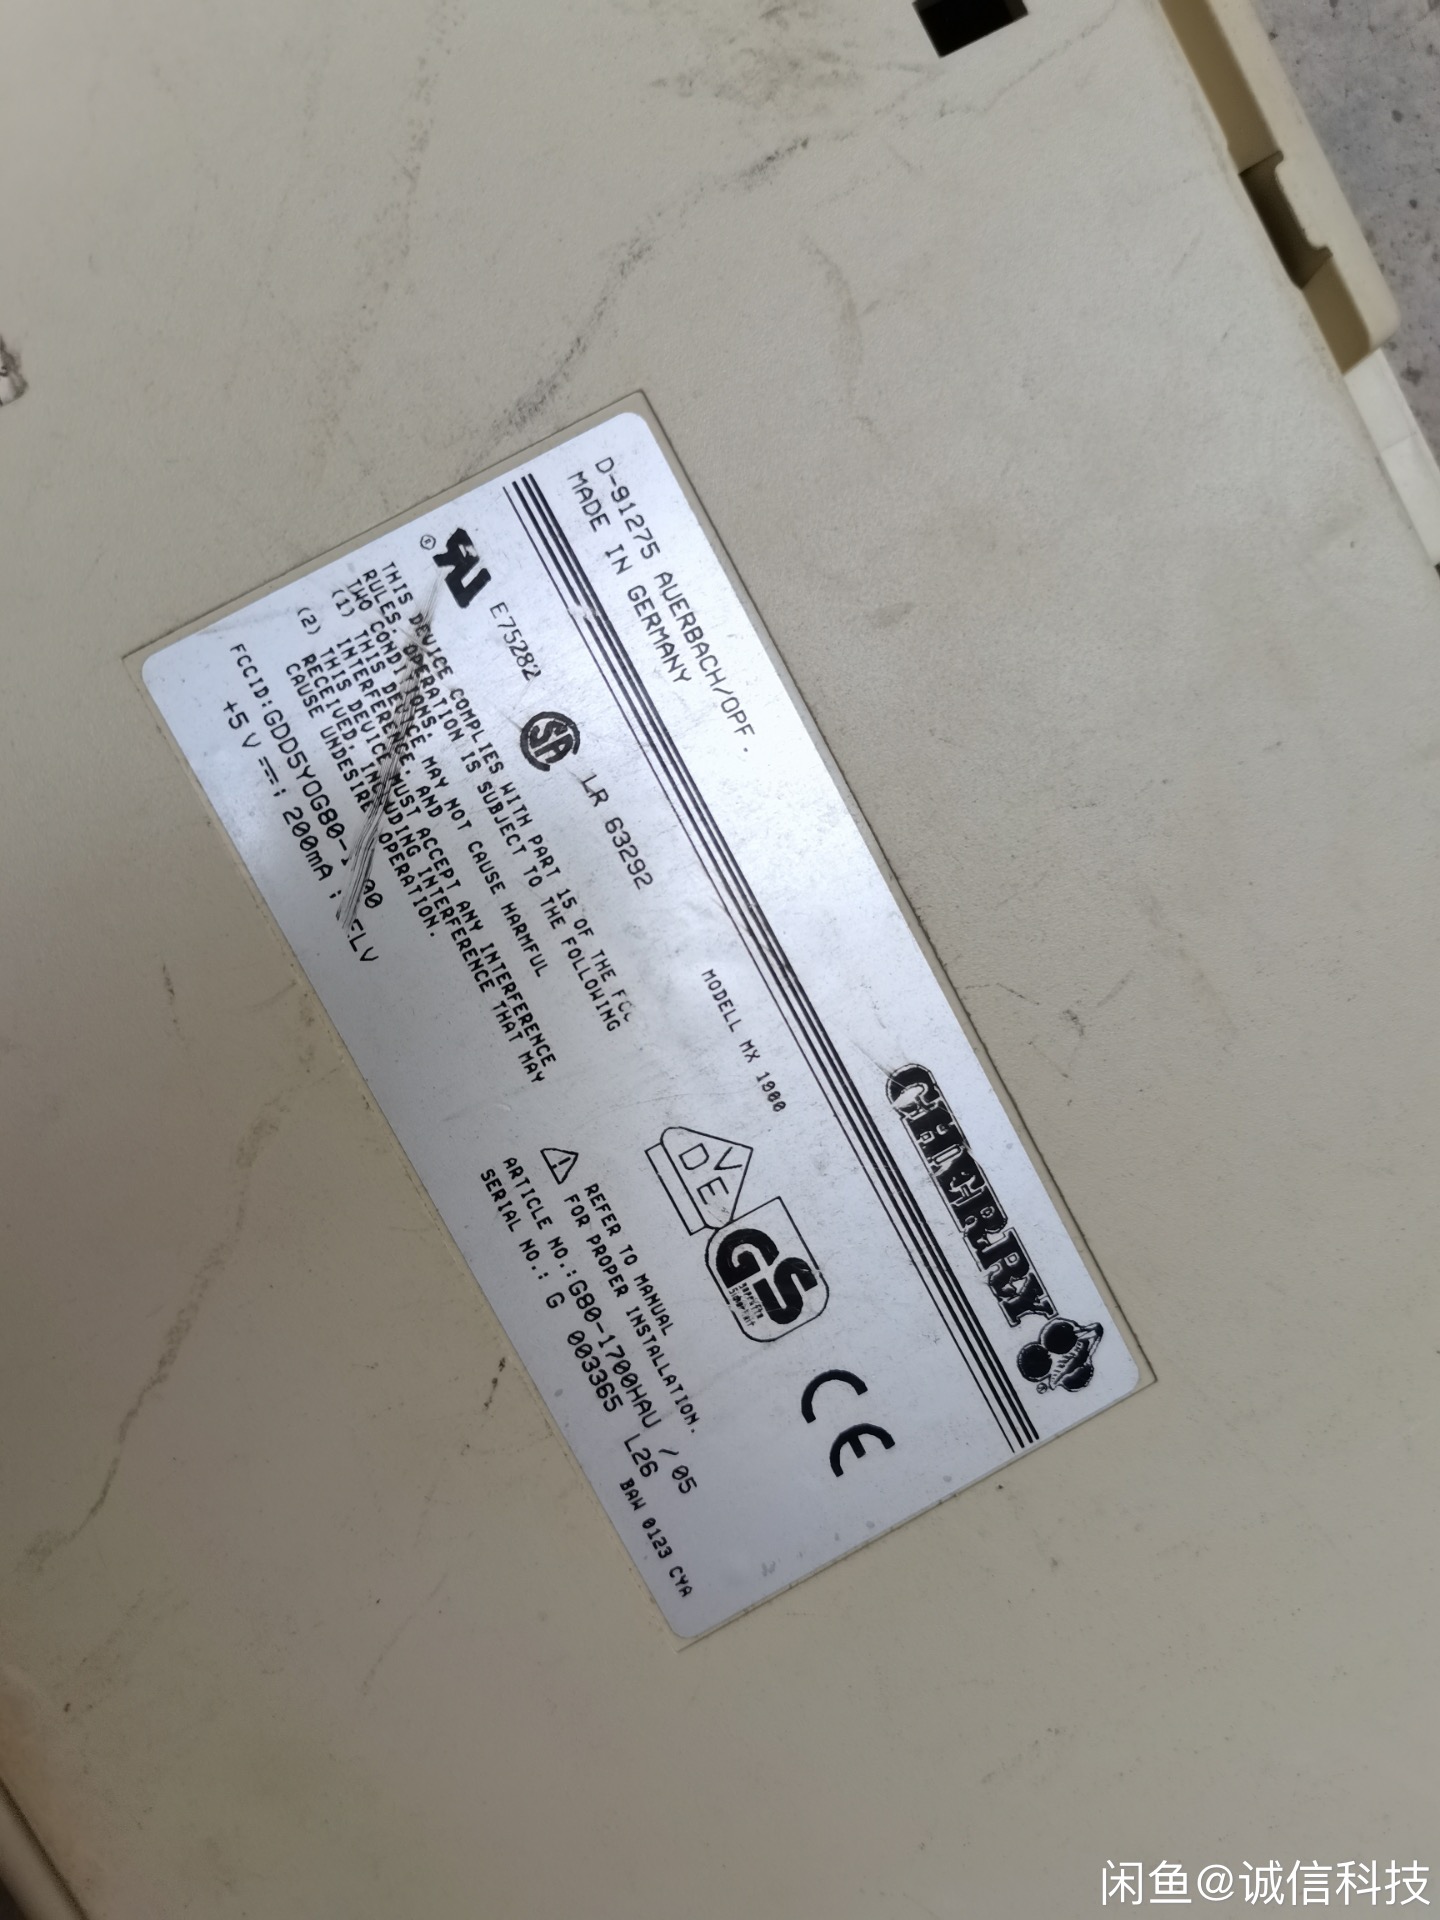 D-91275 AUERBACH/OPF.
MADE IN GERMANY
CHERRY
®
® E75282 SA LR 63292
MODELL MX 1900
VDE
GS
CE
THIS DEVICE COMPLIES WITH PART 15 OF THE FCC
RULES. OPERATION IS SUBJECT TO THE FOLLOWING
TWO CONDITIONS.
(1) THIS DEVICE MAY NOT CAUSE HARMFUL
INTERFERENCE. AND
(2) THIS DEVICE MUST ACCEPT ANY INTERFERENCE
RECEIVED. INCLUDING INTERFERENCE THAT MAY
CAUSE UNDESIRE OPERATION.
FCCID:GDD5YOG80-
+5 V ⎓: 200mA :
REFER TO MANUAL
FOR PROPER INSTALLATION.
ARTICLE NO.:G80-1700HAU / 05
SERIAL NO.: G 003365 L26
BAW 0123 CYA
闲鱼@诚信科技